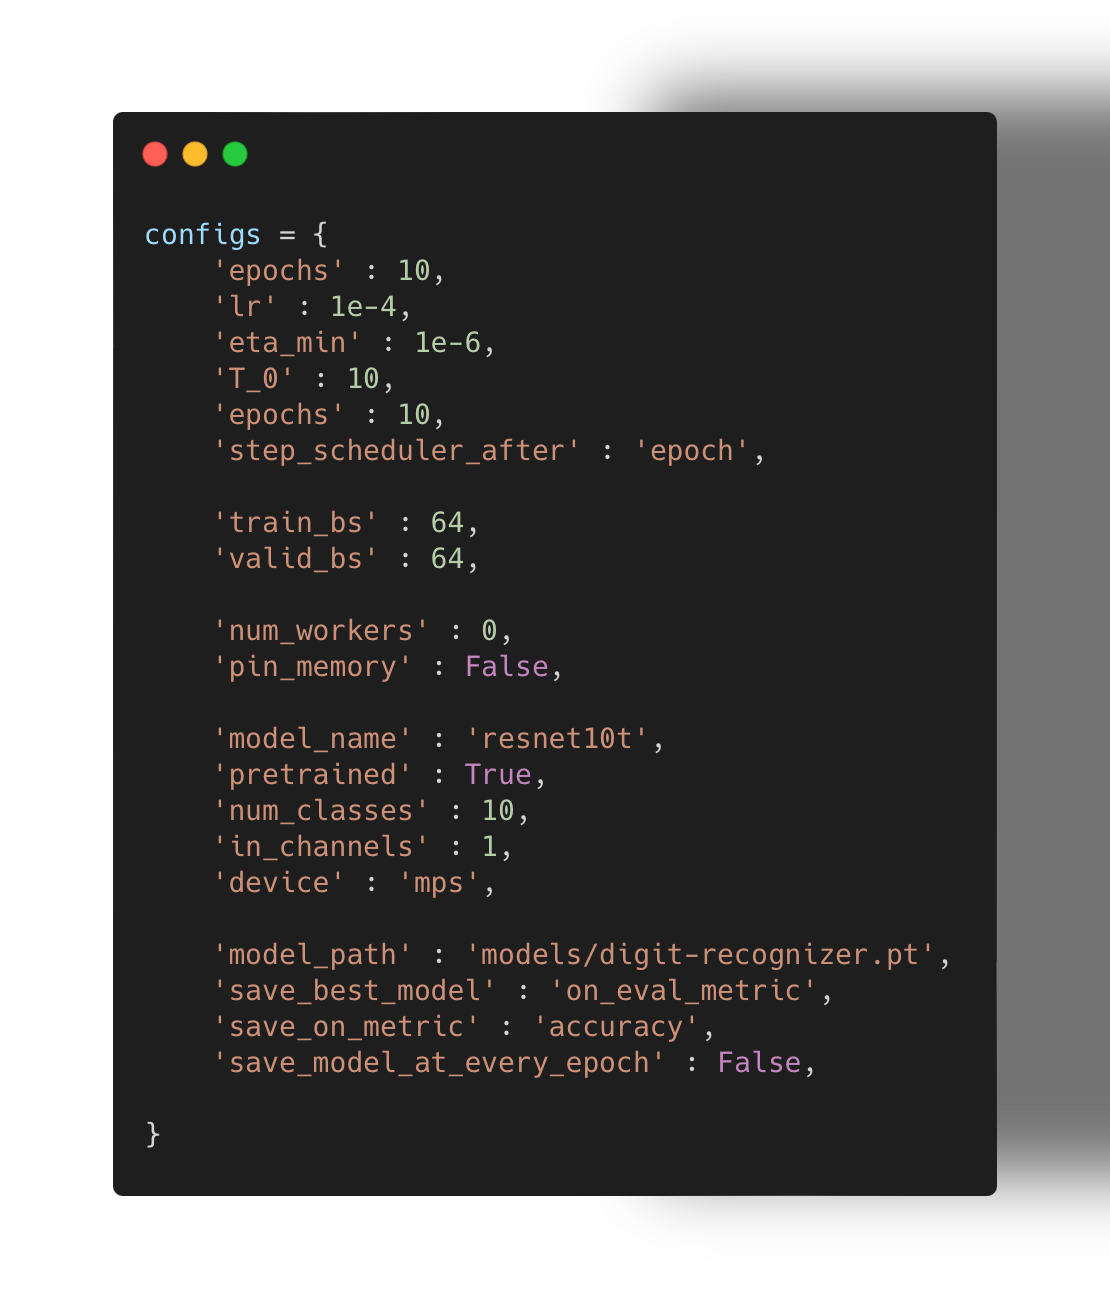 configs = {
    'epochs' : 10,
    'lr' : 1e-4,
    'eta_min' : 1e-6,
    'T_0' : 10,
    'epochs' : 10,
    'step_scheduler_after' : 'epoch',

    'train_bs' : 64,
    'valid_bs' : 64,

    'num_workers' : 0,
    'pin_memory' : False,

    'model_name' : 'resnet10t',
    'pretrained' : True,
    'num_classes' : 10,
    'in_channels' : 1,
    'device' : 'mps',

    'model_path' : 'models/digit-recognizer.pt',
    'save_best_model' : 'on_eval_metric',
    'save_on_metric' : 'accuracy',
    'save_model_at_every_epoch' : False,

}